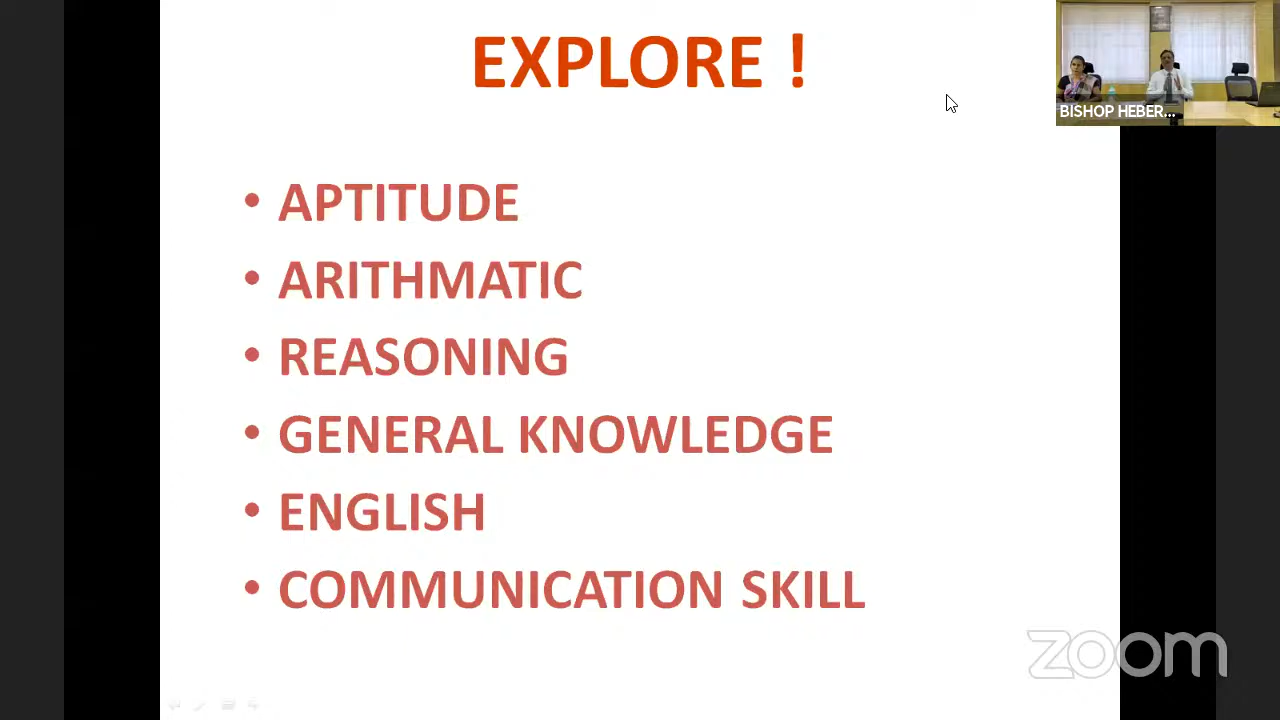 EXPLORE !
BISHOP HEBER...
• APTITUDE
• ARITHMATIC
• REASONING
• GENERAL KNOWLEDGE
• ENGLISH
• COMMUNICATION SKILL
zoom